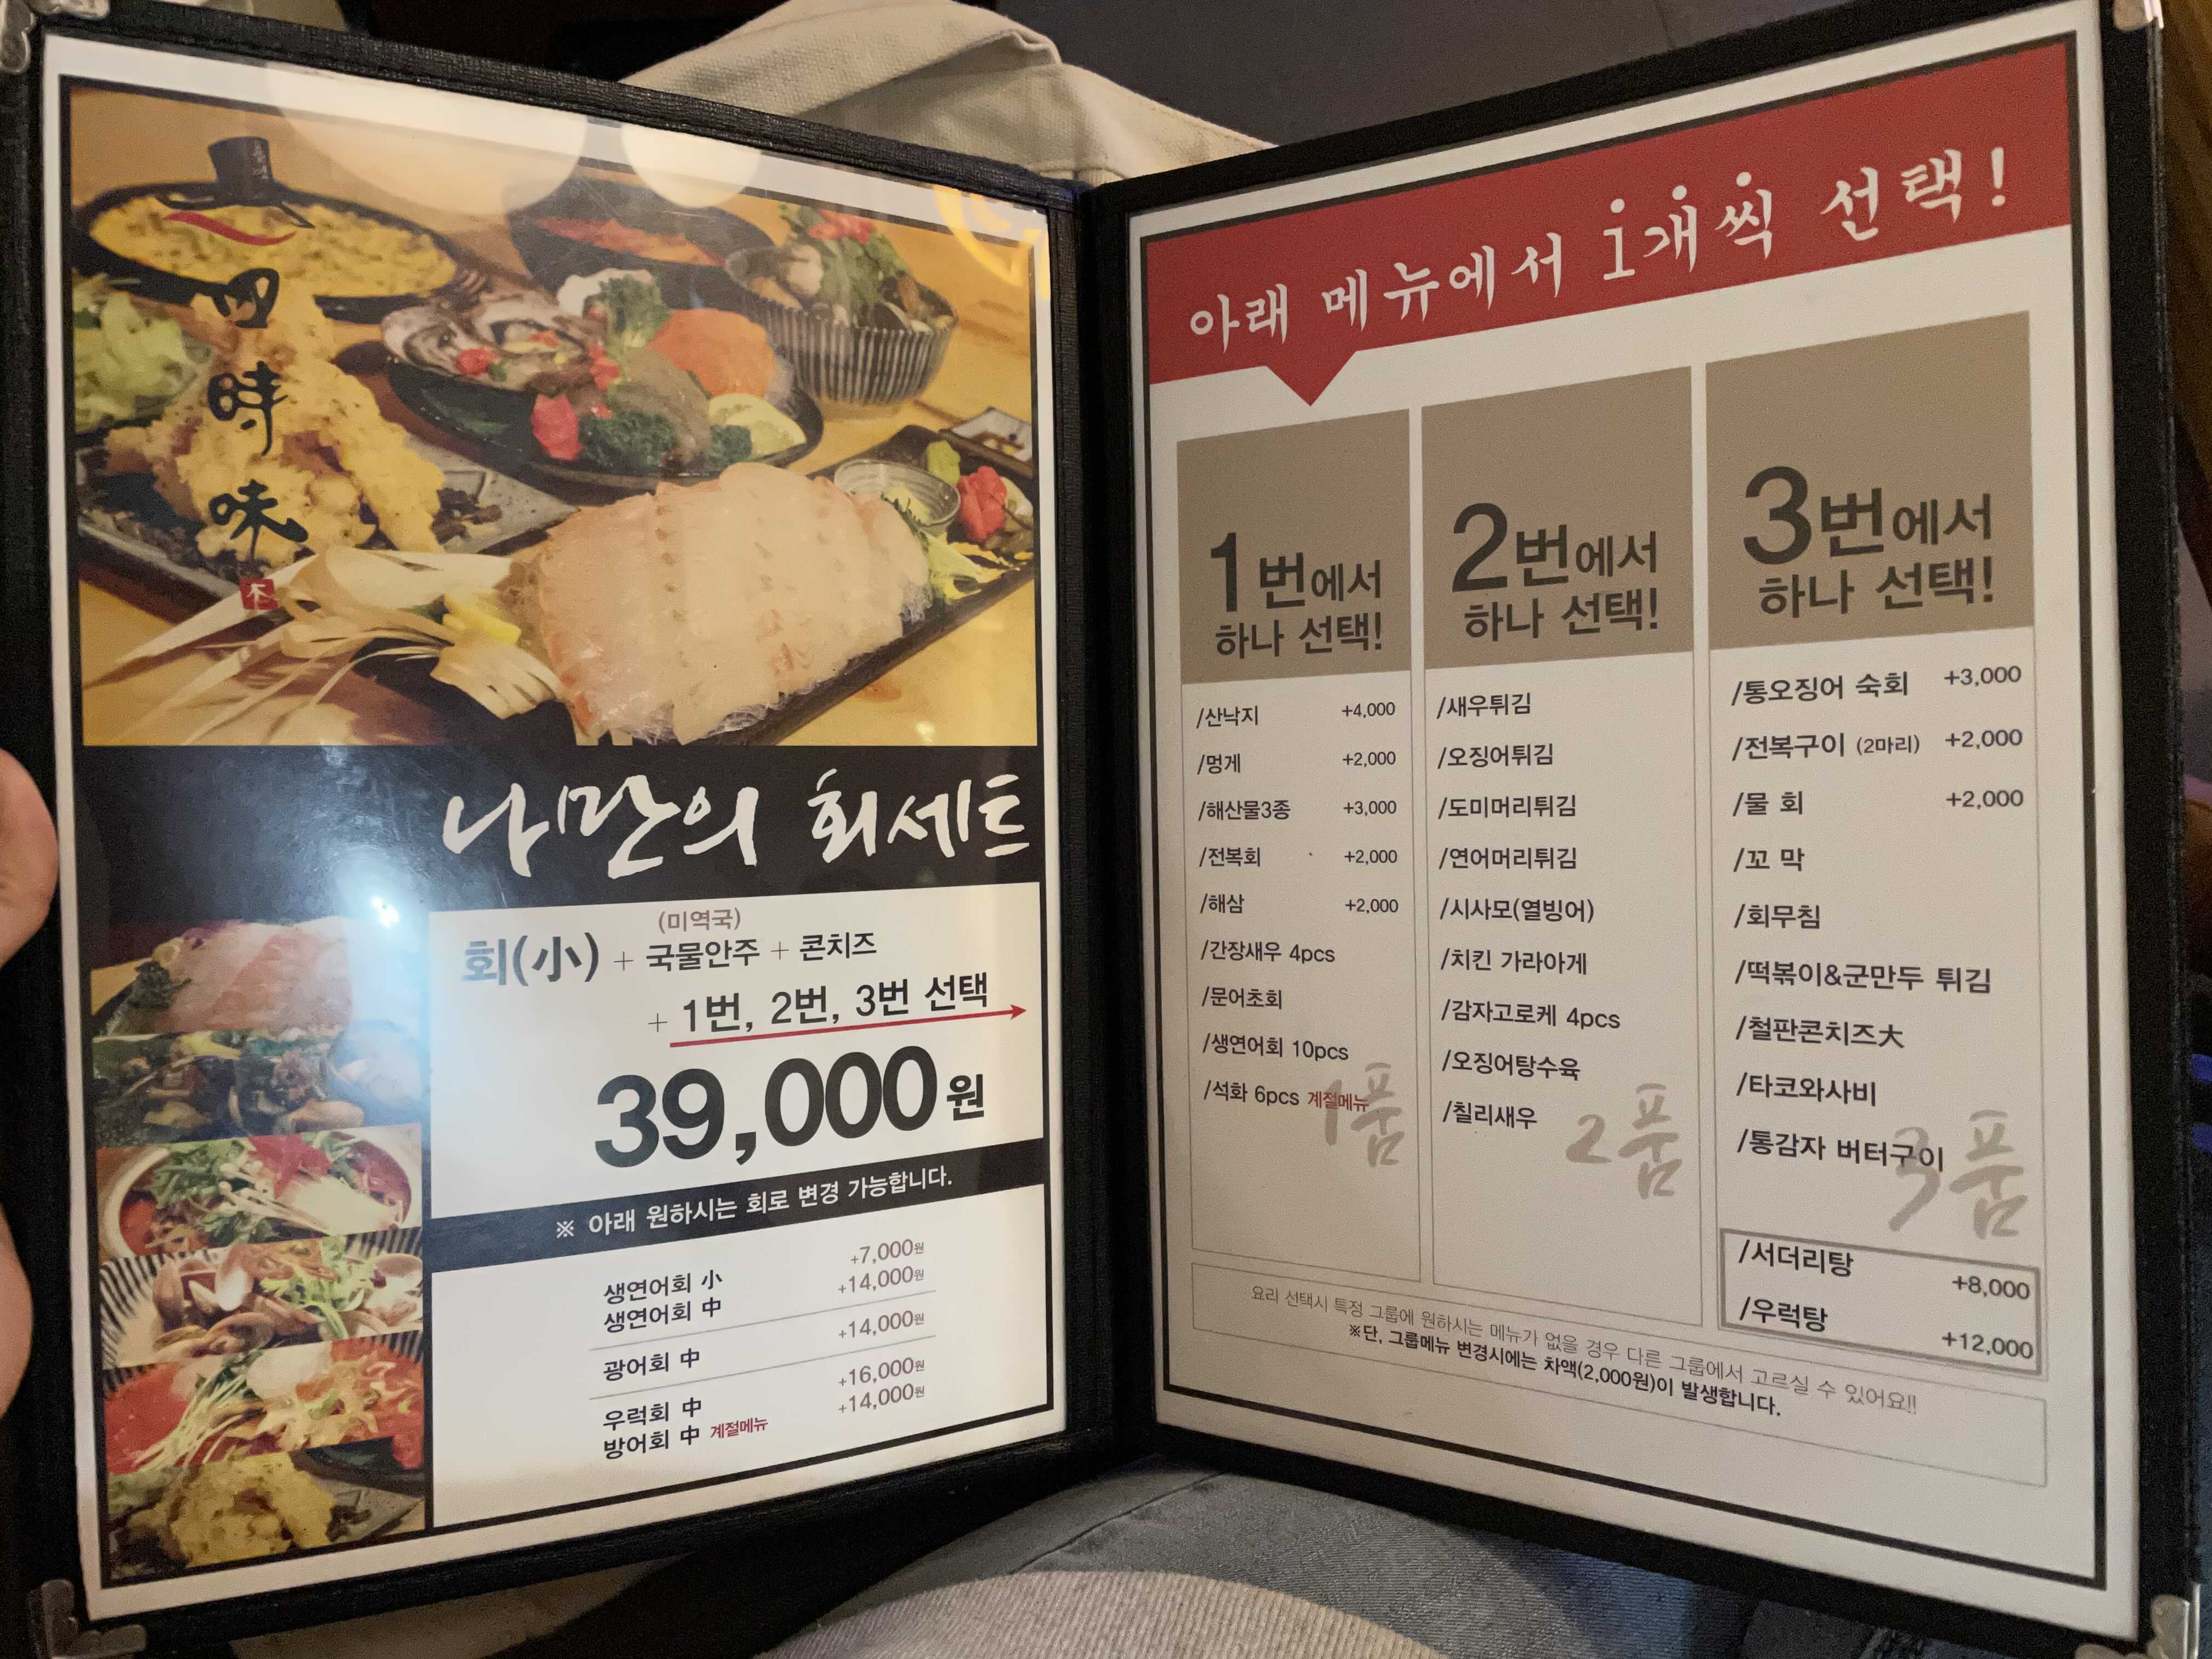 四
時
味
나만의 회세트
(미역국)
회(小) + 국물안주 + 콘치즈
+ 1번, 2번, 3번 선택
39,000원
※ 아래 원하시는 회로 변경 가능합니다.
생연어회 小 +7,000원
생연어회 中 +14,000원
광어회 中 +14,000원
우럭회 中 +16,000원
방어회 中 계절메뉴 +14,000원
아래 메뉴에서 1개씩 선택!
1번에서
하나 선택!
/산낙지 +4,000
/멍게 +2,000
/해산물3종 +3,000
/전복회 +2,000
/해삼 +2,000
/간장새우 4pcs
/문어초회
/생연어회 10pcs
/석화 6pcs 계절메뉴
1품
2번에서
하나 선택!
/새우튀김
/오징어튀김
/도미머리튀김
/연어머리튀김
/시사모(열빙어)
/치킨 가라아게
/감자고로케 4pcs
/오징어탕수육
/칠리새우
2품
3번에서
하나 선택!
/통오징어 숙회 +3,000
/전복구이 (2마리) +2,000
/물 회 +2,000
/꼬 막
/회무침
/떡볶이&군만두 튀김
/철판콘치즈大
/타코와사비
/통감자 버터구이
3품
/서더리탕 +8,000
/우럭탕 +12,000
요리 선택시 특정 그룹에 원하시는 메뉴가 없을 경우 다른 그룹에서 고르실 수 있어요!!
※단, 그룹메뉴 변경시에는 차액(2,000원)이 발생합니다.